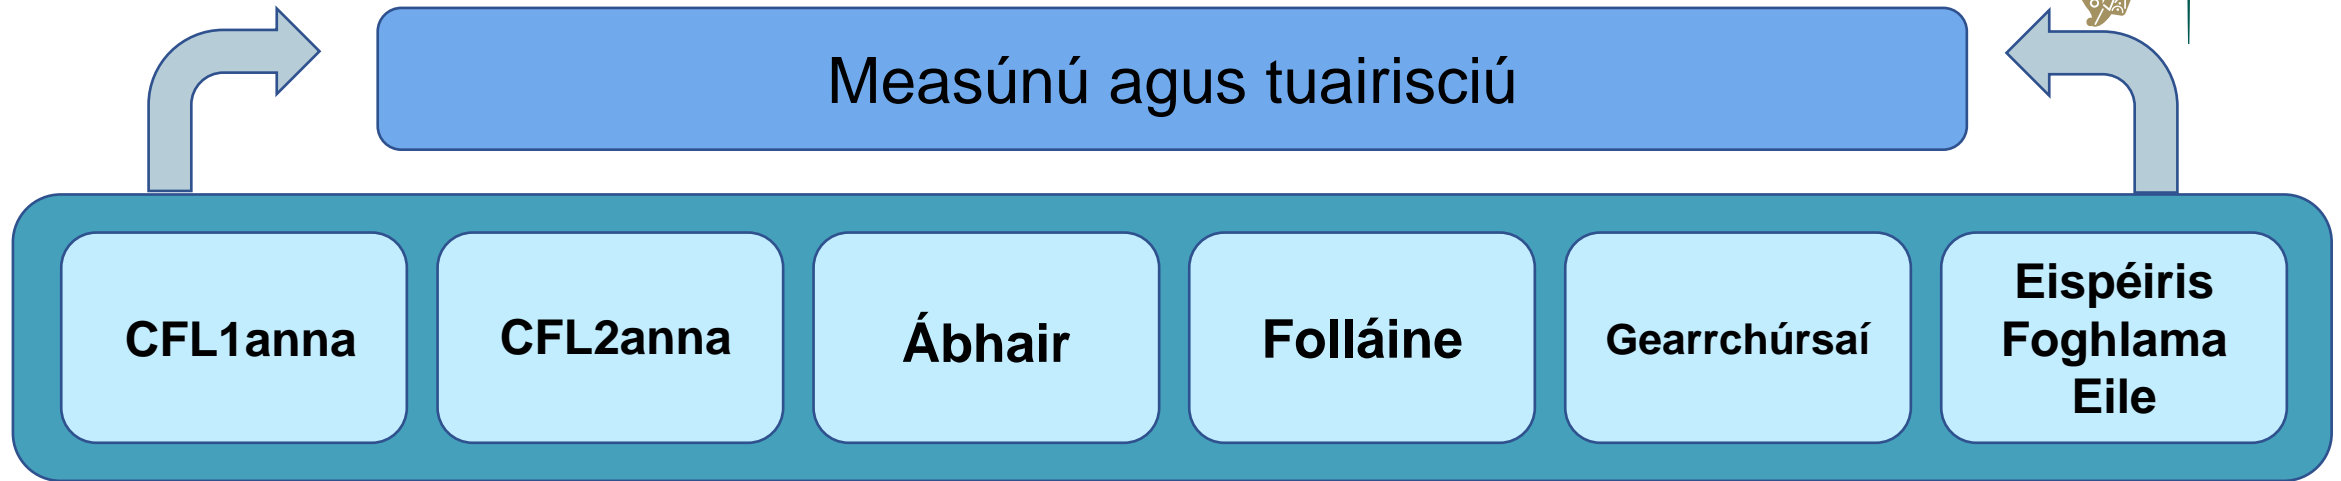 Measúnú agus tuairisciú
CFL1anna
CFL2anna
Ábhair
Folláine
Gearrchúrsaí
Eispéiris
Foghlama
Eile